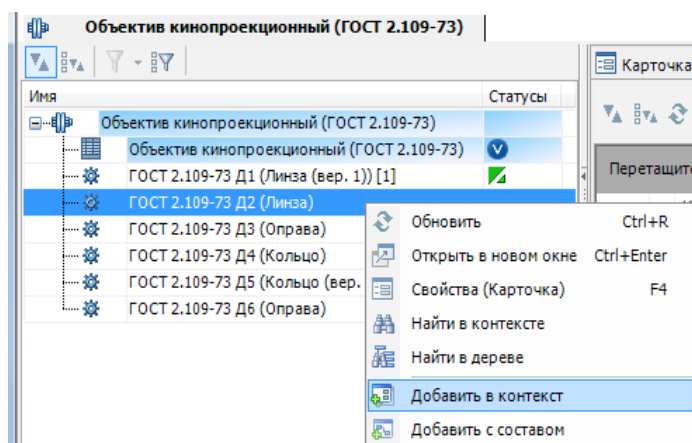 Объектив кинопроекционный (ГОСТ 2.109-73)
Карточка
Имя Статусы
Объектив кинопроекционный (ГОСТ 2.109-73)
Объектив кинопроекционный (ГОСТ 2.109-73)
ГОСТ 2.109-73 Д1 (Линза (вер. 1)) [1]
Перетащит
ГОСТ 2.109-73 Д2 (Линза)
ГОСТ 2.109-73 Д3 (Оправа)
ГОСТ 2.109-73 Д4 (Кольцо)
ГОСТ 2.109-73 Д5 (Кольцо (вер.
ГОСТ 2.109-73 Д6 (Оправа)
Обновить Ctrl+R
Открыть в новом окне Ctrl+Enter
Свойства (Карточка) F4
Найти в контексте
Найти в дереве
Добавить в контекст
Добавить с составом